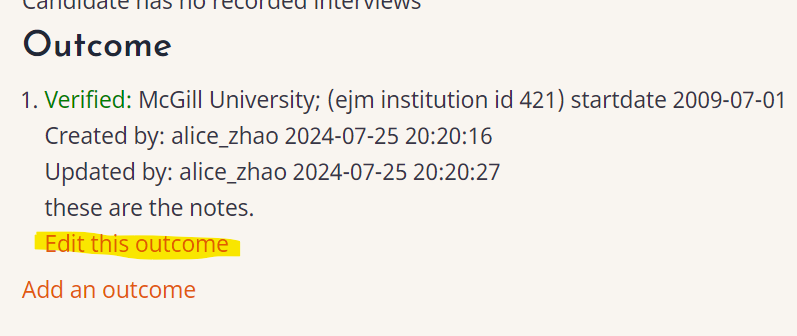 Candidate has no recorded interviews
Outcome
1. Verified: McGill University; (ejm institution id 421) startdate 2009-07-01
Created by: alice_zhao 2024-07-25 20:20:16
Updated by: alice_zhao 2024-07-25 20:20:27
these are the notes.
Edit this outcome
Add an outcome